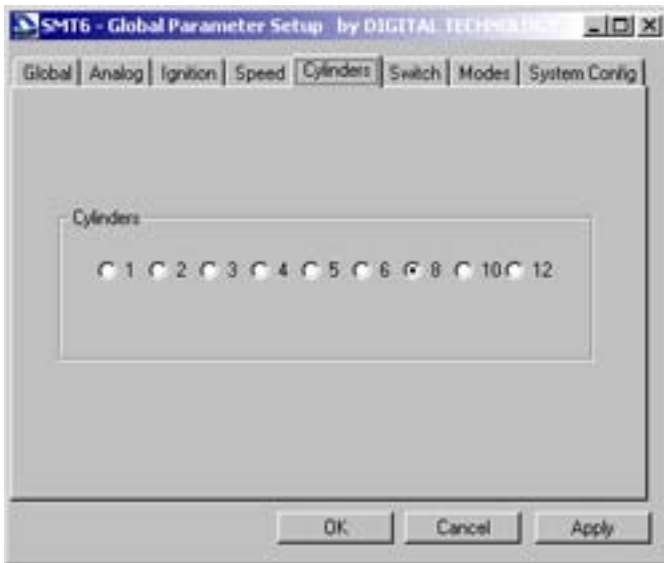 SMT6 - Global Parameter Setup by DIGITAL TECHNOLOGY
Global Analog Ignition Speed Cylinders Switch Modes System Config
Cylinders
1 2 3 4 5 6 8 10 12
OK Cancel Apply